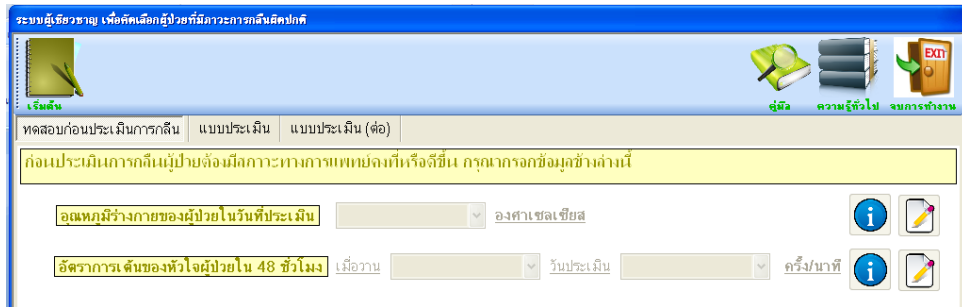 ระบบผู้เชี่ยวชาญ เพื่อคัดเลือกผู้ป่วยที่มีภาวะการกลืนผิดปกติ
EXIT
เริ่มต้น คู่มือ ความรู้ทั่วไป จบการทำงาน
ทดสอบก่อนประเมินการกลืน แบบประเมิน แบบประเมิน (ต่อ)
ก่อนประเมินการกลืนผู้ป่วยต้องมีสภาวะทางการแพทย์คงที่หรือดีขึ้น กรุณากรอกข้อมูลข้างล่างนี้
อุณหภูมิร่างกายของผู้ป่วยในวันที่ประเมิน องศาเซลเซียส
อัตราการเต้นของหัวใจผู้ป่วยใน 48 ชั่วโมง เมื่อวาน วันประเมิน ครั้ง/นาที